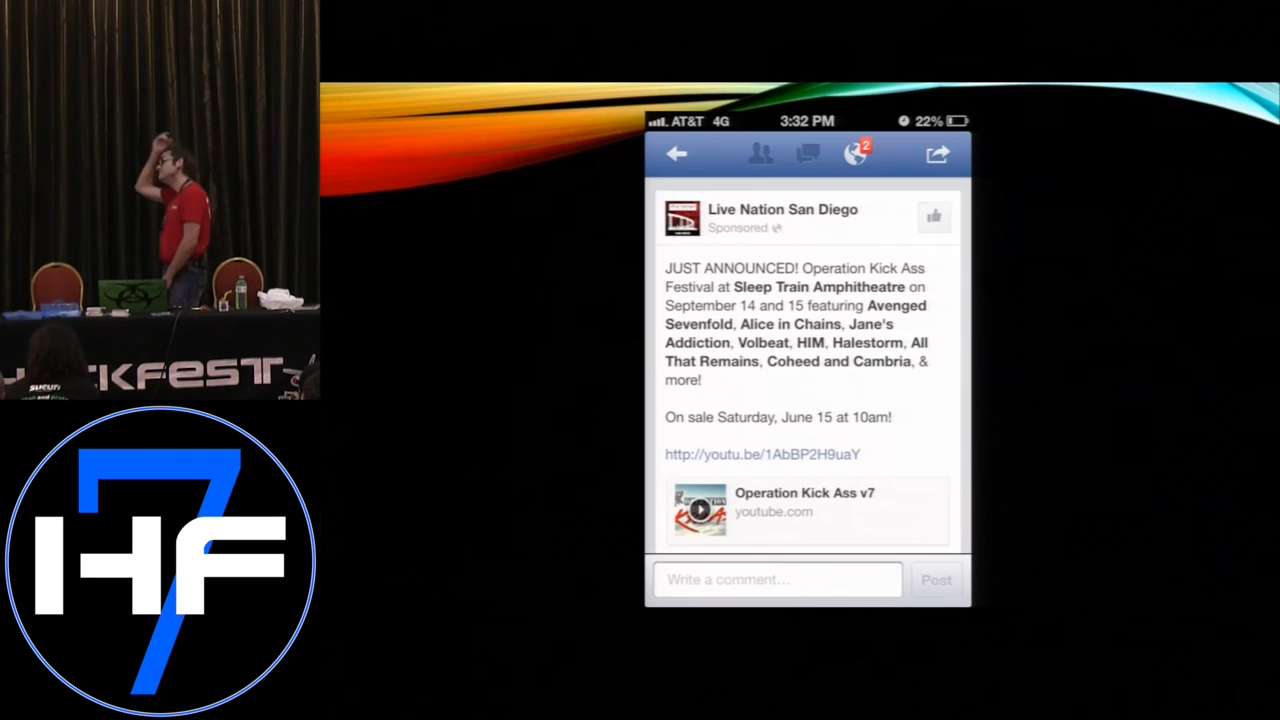 AT&T 4G 3:32 PM 22%
2
Live Nation San Diego
Sponsored
JUST ANNOUNCED! Operation Kick Ass
Festival at Sleep Train Amphitheatre on
September 14 and 15 featuring Avenged
Sevenfold, Alice in Chains, Jane's
Addiction, Volbeat, HIM, Halestorm, All
That Remains, Coheed and Cambria, &
more!
On sale Saturday, June 15 at 10am!
http://youtu.be/1AbBP2H9uaY
Operation Kick Ass v7
youtube.com
Write a comment... Post
HACKFEST
SUCURI
7
HF